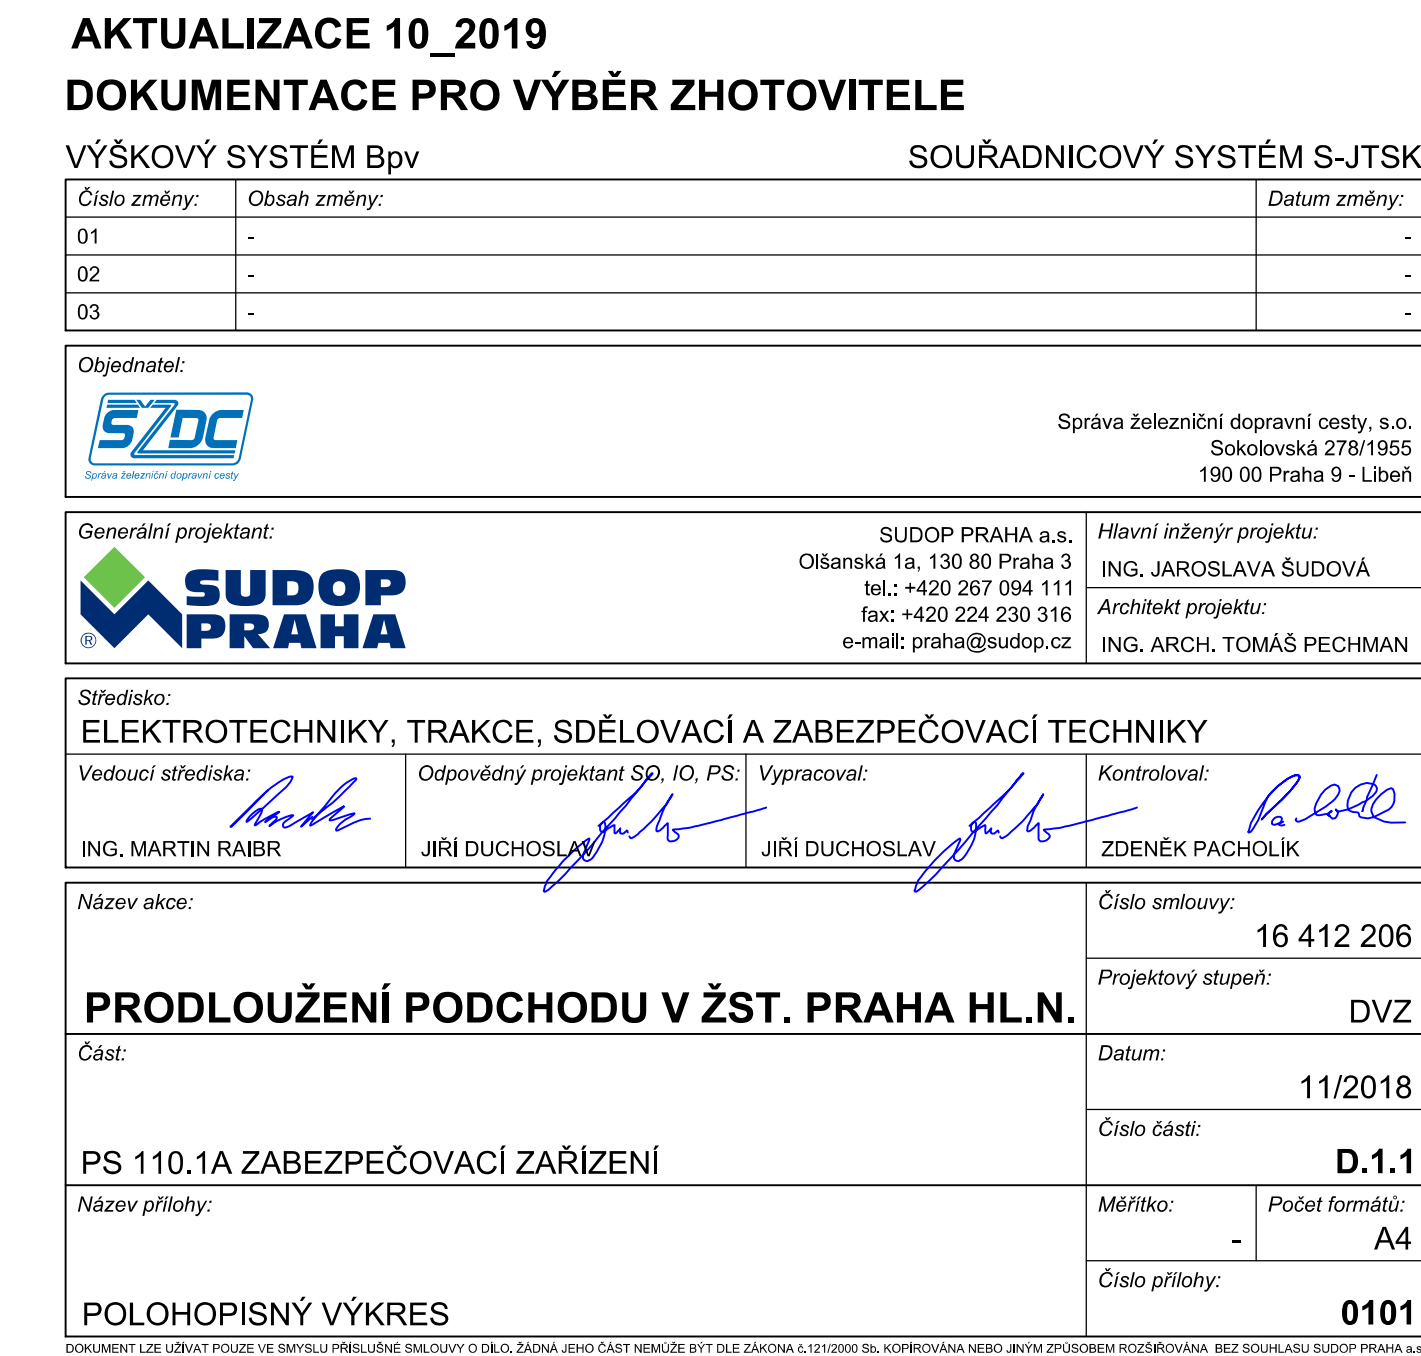 AKTUALIZACE 10_2019
DOKUMENTACE PRO VÝBĚR ZHOTOVITELE
VÝŠKOVÝ SYSTÉM Bpv
SOUŘADNICOVÝ SYSTÉM S-JTSK
Číslo změny: Obsah změny: Datum změny:
01 - -
02 - -
03 - -
Objednatel:
SŽDC
Správa železniční dopravní cesty
Správa železniční dopravní cesty, s.o.
Sokolovská 278/1955
190 00 Praha 9 - Libeň
Generální projektant:
SUDOP
PRAHA
®
SUDOP PRAHA a.s.
Olšanská 1a, 130 80 Praha 3
tel.: +420 267 094 111
fax: +420 224 230 316
e-mail: praha@sudop.cz
Hlavní inženýr projektu:
ING. JAROSLAVA ŠUDOVÁ
Architekt projektu:
ING. ARCH. TOMÁŠ PECHMAN
Středisko:
ELEKTROTECHNIKY, TRAKCE, SDĚLOVACÍ A ZABEZPEČOVACÍ TECHNIKY
Vedoucí střediska:
ING. MARTIN RAIBR
Odpovědný projektant SO, IO, PS:
JIŘÍ DUCHOSLAV
Vypracoval:
JIŘÍ DUCHOSLAV
Kontroloval:
ZDENĚK PACHOLÍK
Název akce:
PRODLOUŽENÍ PODCHODU V ŽST. PRAHA HL.N.
Číslo smlouvy:
16 412 206
Projektový stupeň:
DVZ
Část:
PS 110.1A ZABEZPEČOVACÍ ZAŘÍZENÍ
Datum:
11/2018
Číslo části:
D.1.1
Název přílohy:
POLOHOPISNÝ VÝKRES
Měřítko:
-
Počet formátů:
A4
Číslo přílohy:
0101
DOKUMENT LZE UŽÍVAT POUZE VE SMYSLU PŘÍSLUŠNÉ SMLOUVY O DÍLO. ŽÁDNÁ JEHO ČÁST NEMŮŽE BÝT DLE ZÁKONA č.121/2000 Sb. KOPÍROVÁNA NEBO JINÝM ZPŮSOBEM ROZŠIŘOVÁNA BEZ SOUHLASU SUDOP PRAHA a.s